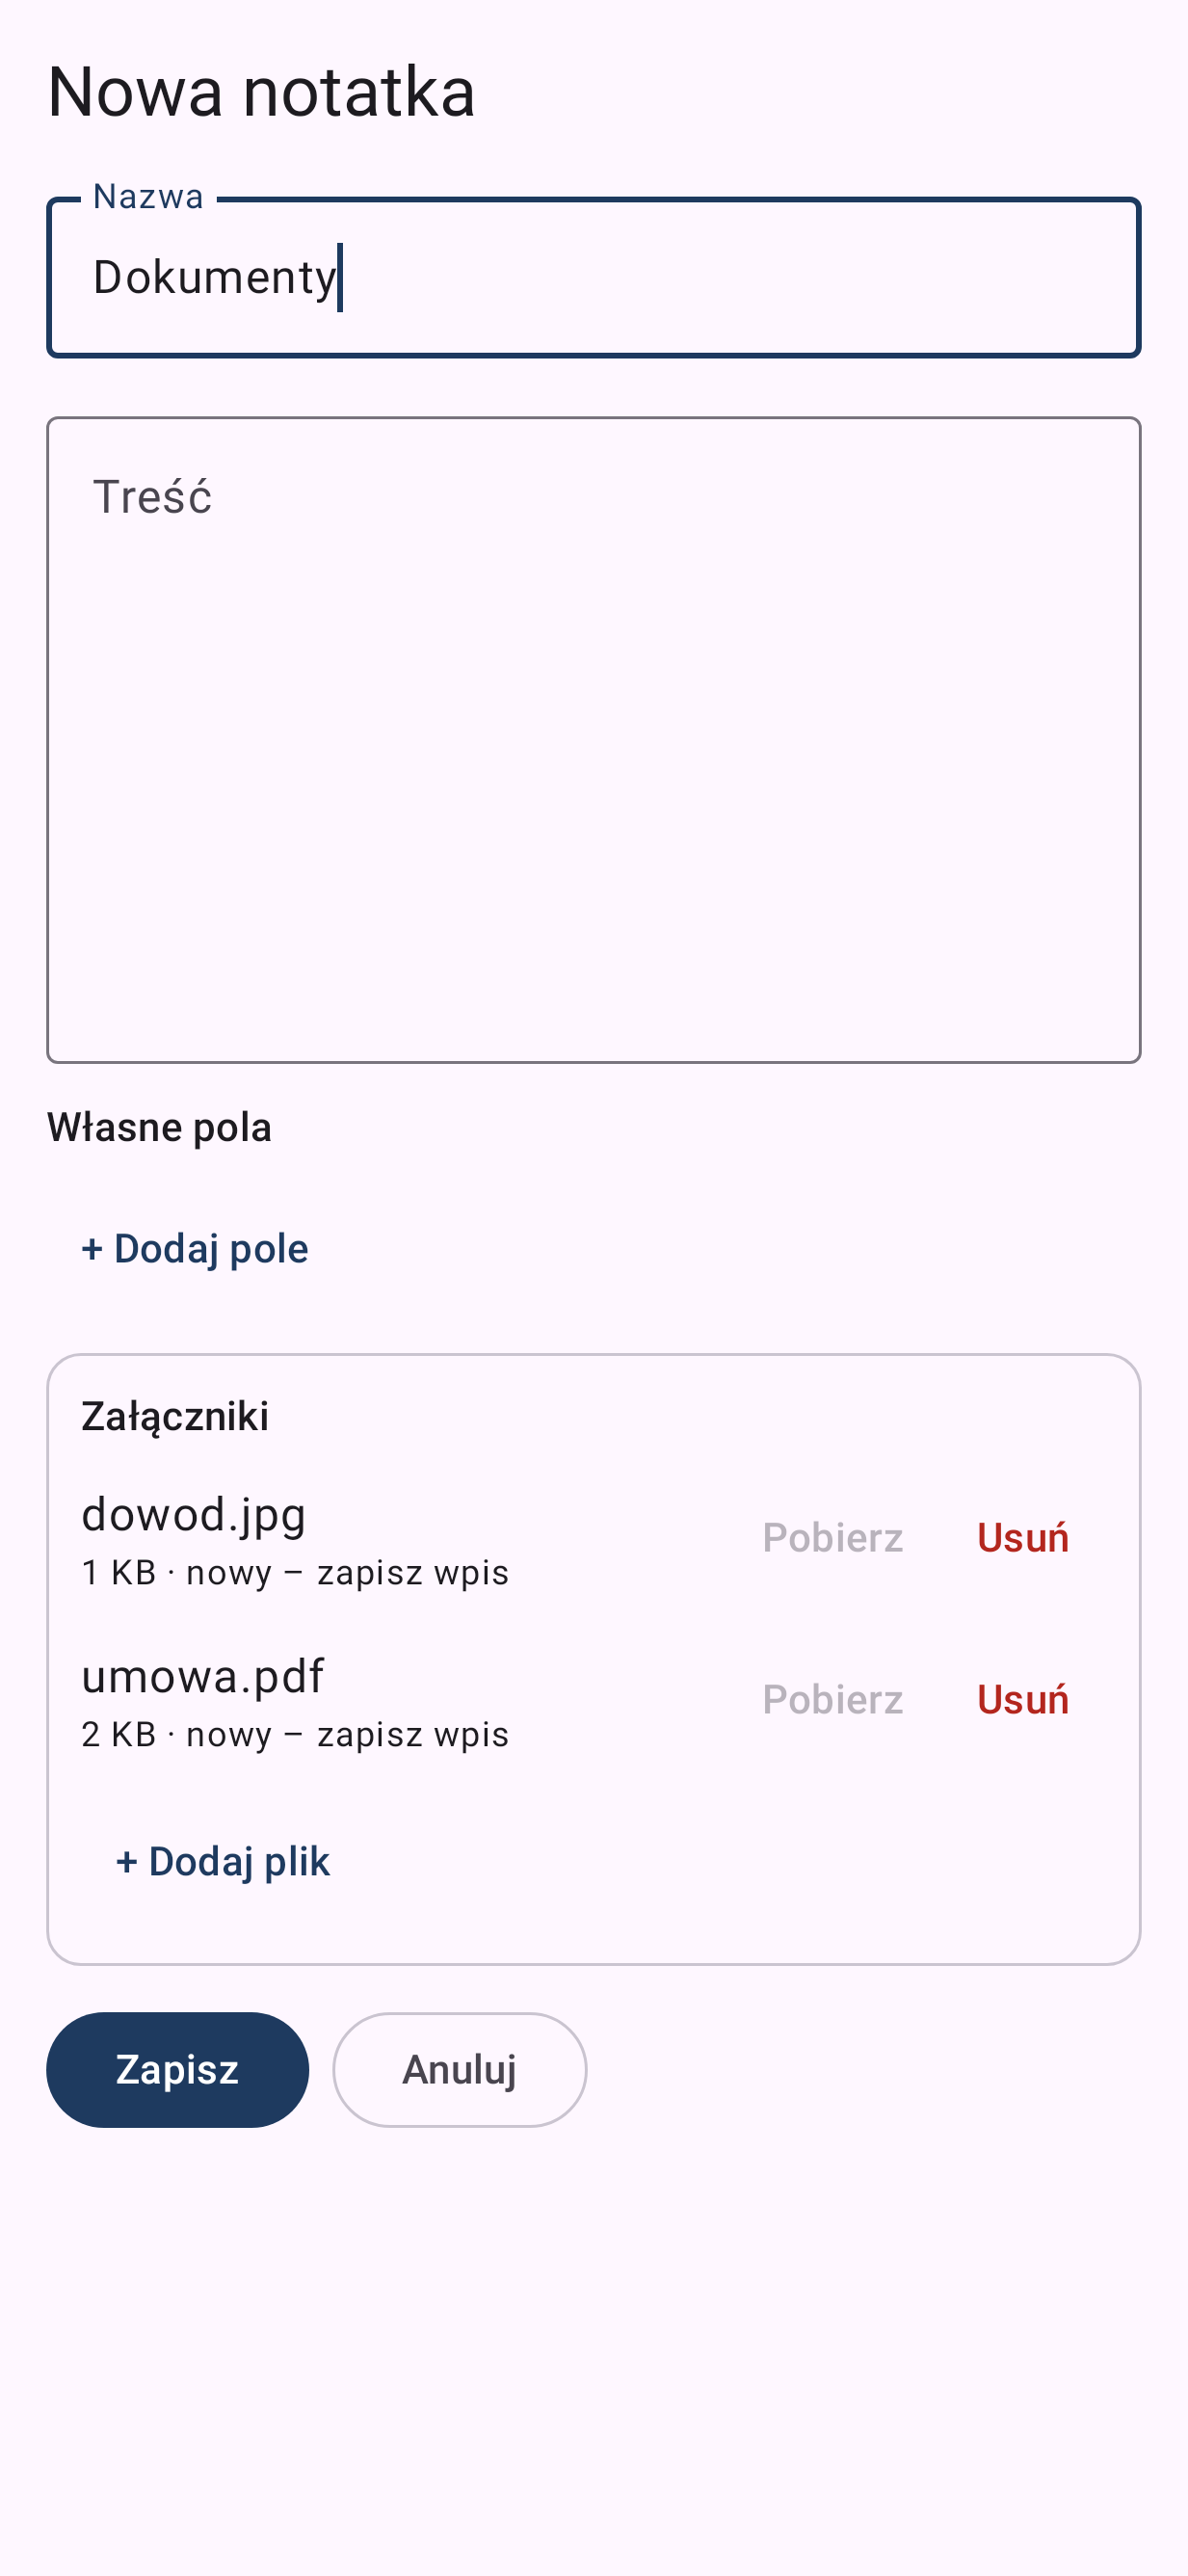 Nowa notatka
Nazwa
Dokumenty
Treść
Własne pola
+ Dodaj pole
Załączniki
dowod.jpg
Pobierz Usuń
1 KB · nowy – zapisz wpis
umowa.pdf
Pobierz Usuń
2 KB · nowy – zapisz wpis
+ Dodaj plik
Zapisz Anuluj